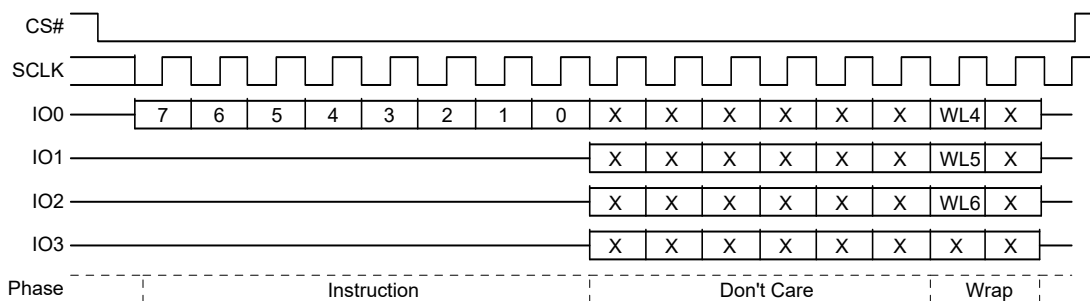 CS#
SCLK
IO0 7 6 5 4 3 2 1 0 X X X X X X WL4 X
IO1 X X X X X X WL5 X
IO2 X X X X X X WL6 X
IO3 X X X X X X X X
Phase Instruction Don't Care Wrap